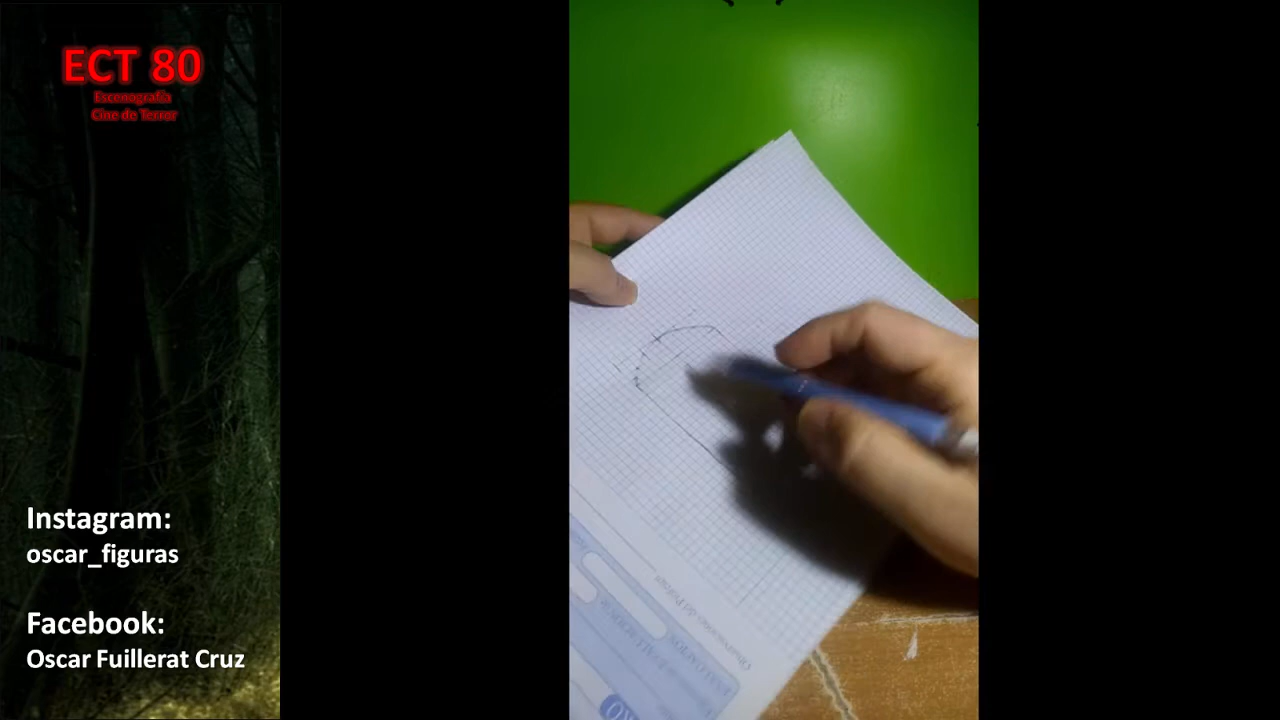 ECT 80
Escenografía
Cine de Terror
Instagram:
oscar_figuras
Facebook:
Oscar Fuillerat Cruz